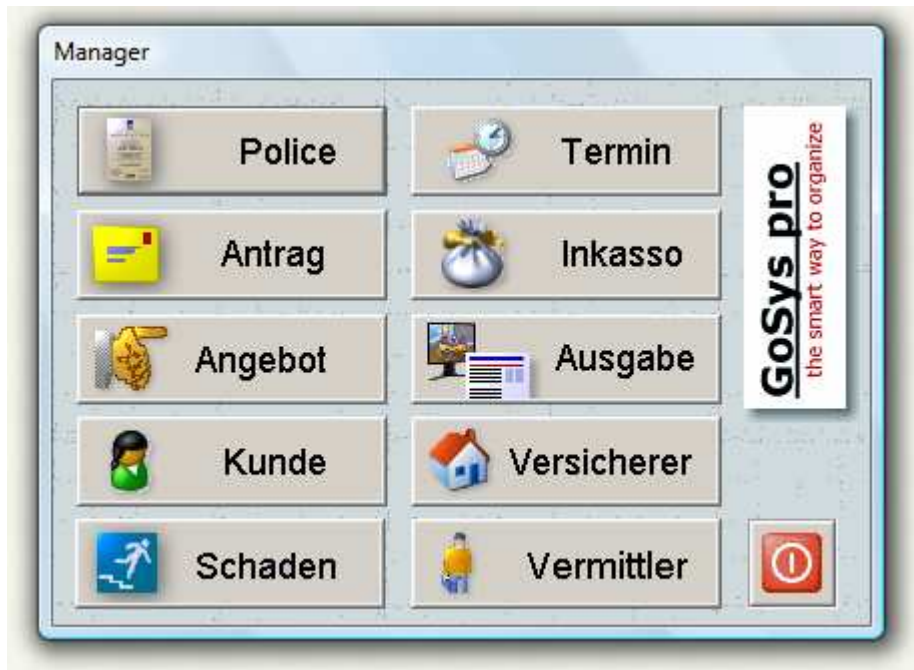 Manager
Police
Termin
Antrag
Inkasso
Angebot
Ausgabe
Kunde
Versicherer
Schaden
Vermittler
GoSys pro
the smart way to organize